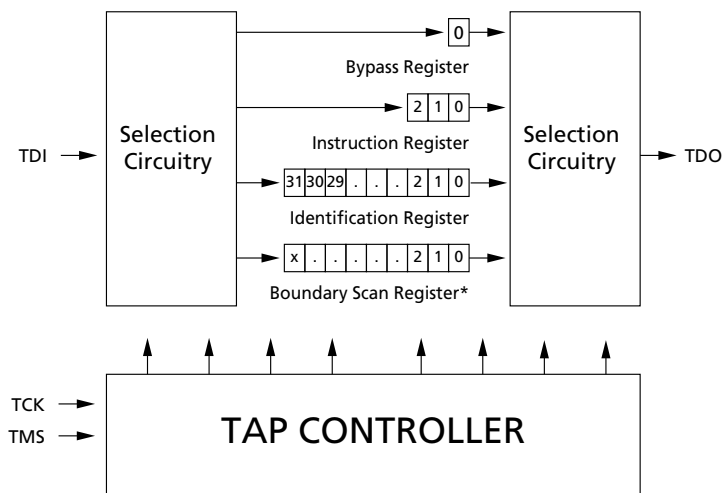 0
Bypass Register
2 1 0
Instruction Register
Selection
Circuitry
Selection
Circuitry
TDI
TDO
31 30 29 . . . 2 1 0
Identification Register
x . . . . . 2 1 0
Boundary Scan Register*
TCK
TMS
TAP CONTROLLER